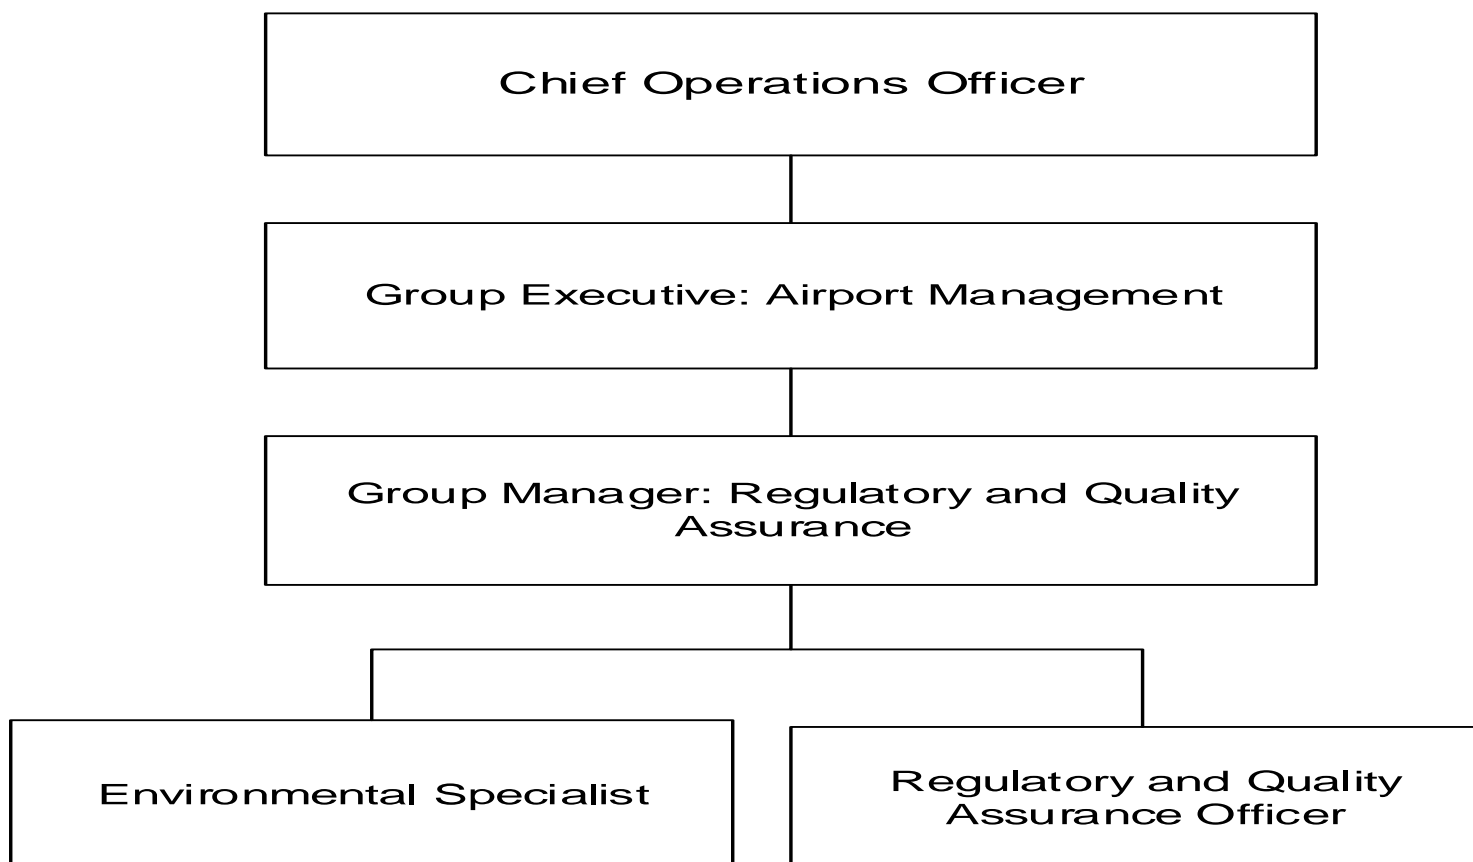 Chief Operations Officer
Group Executive: Airport Management
Group Manager: Regulatory and Quality
Assurance
Environmental Specialist
Regulatory and Quality
Assurance Officer